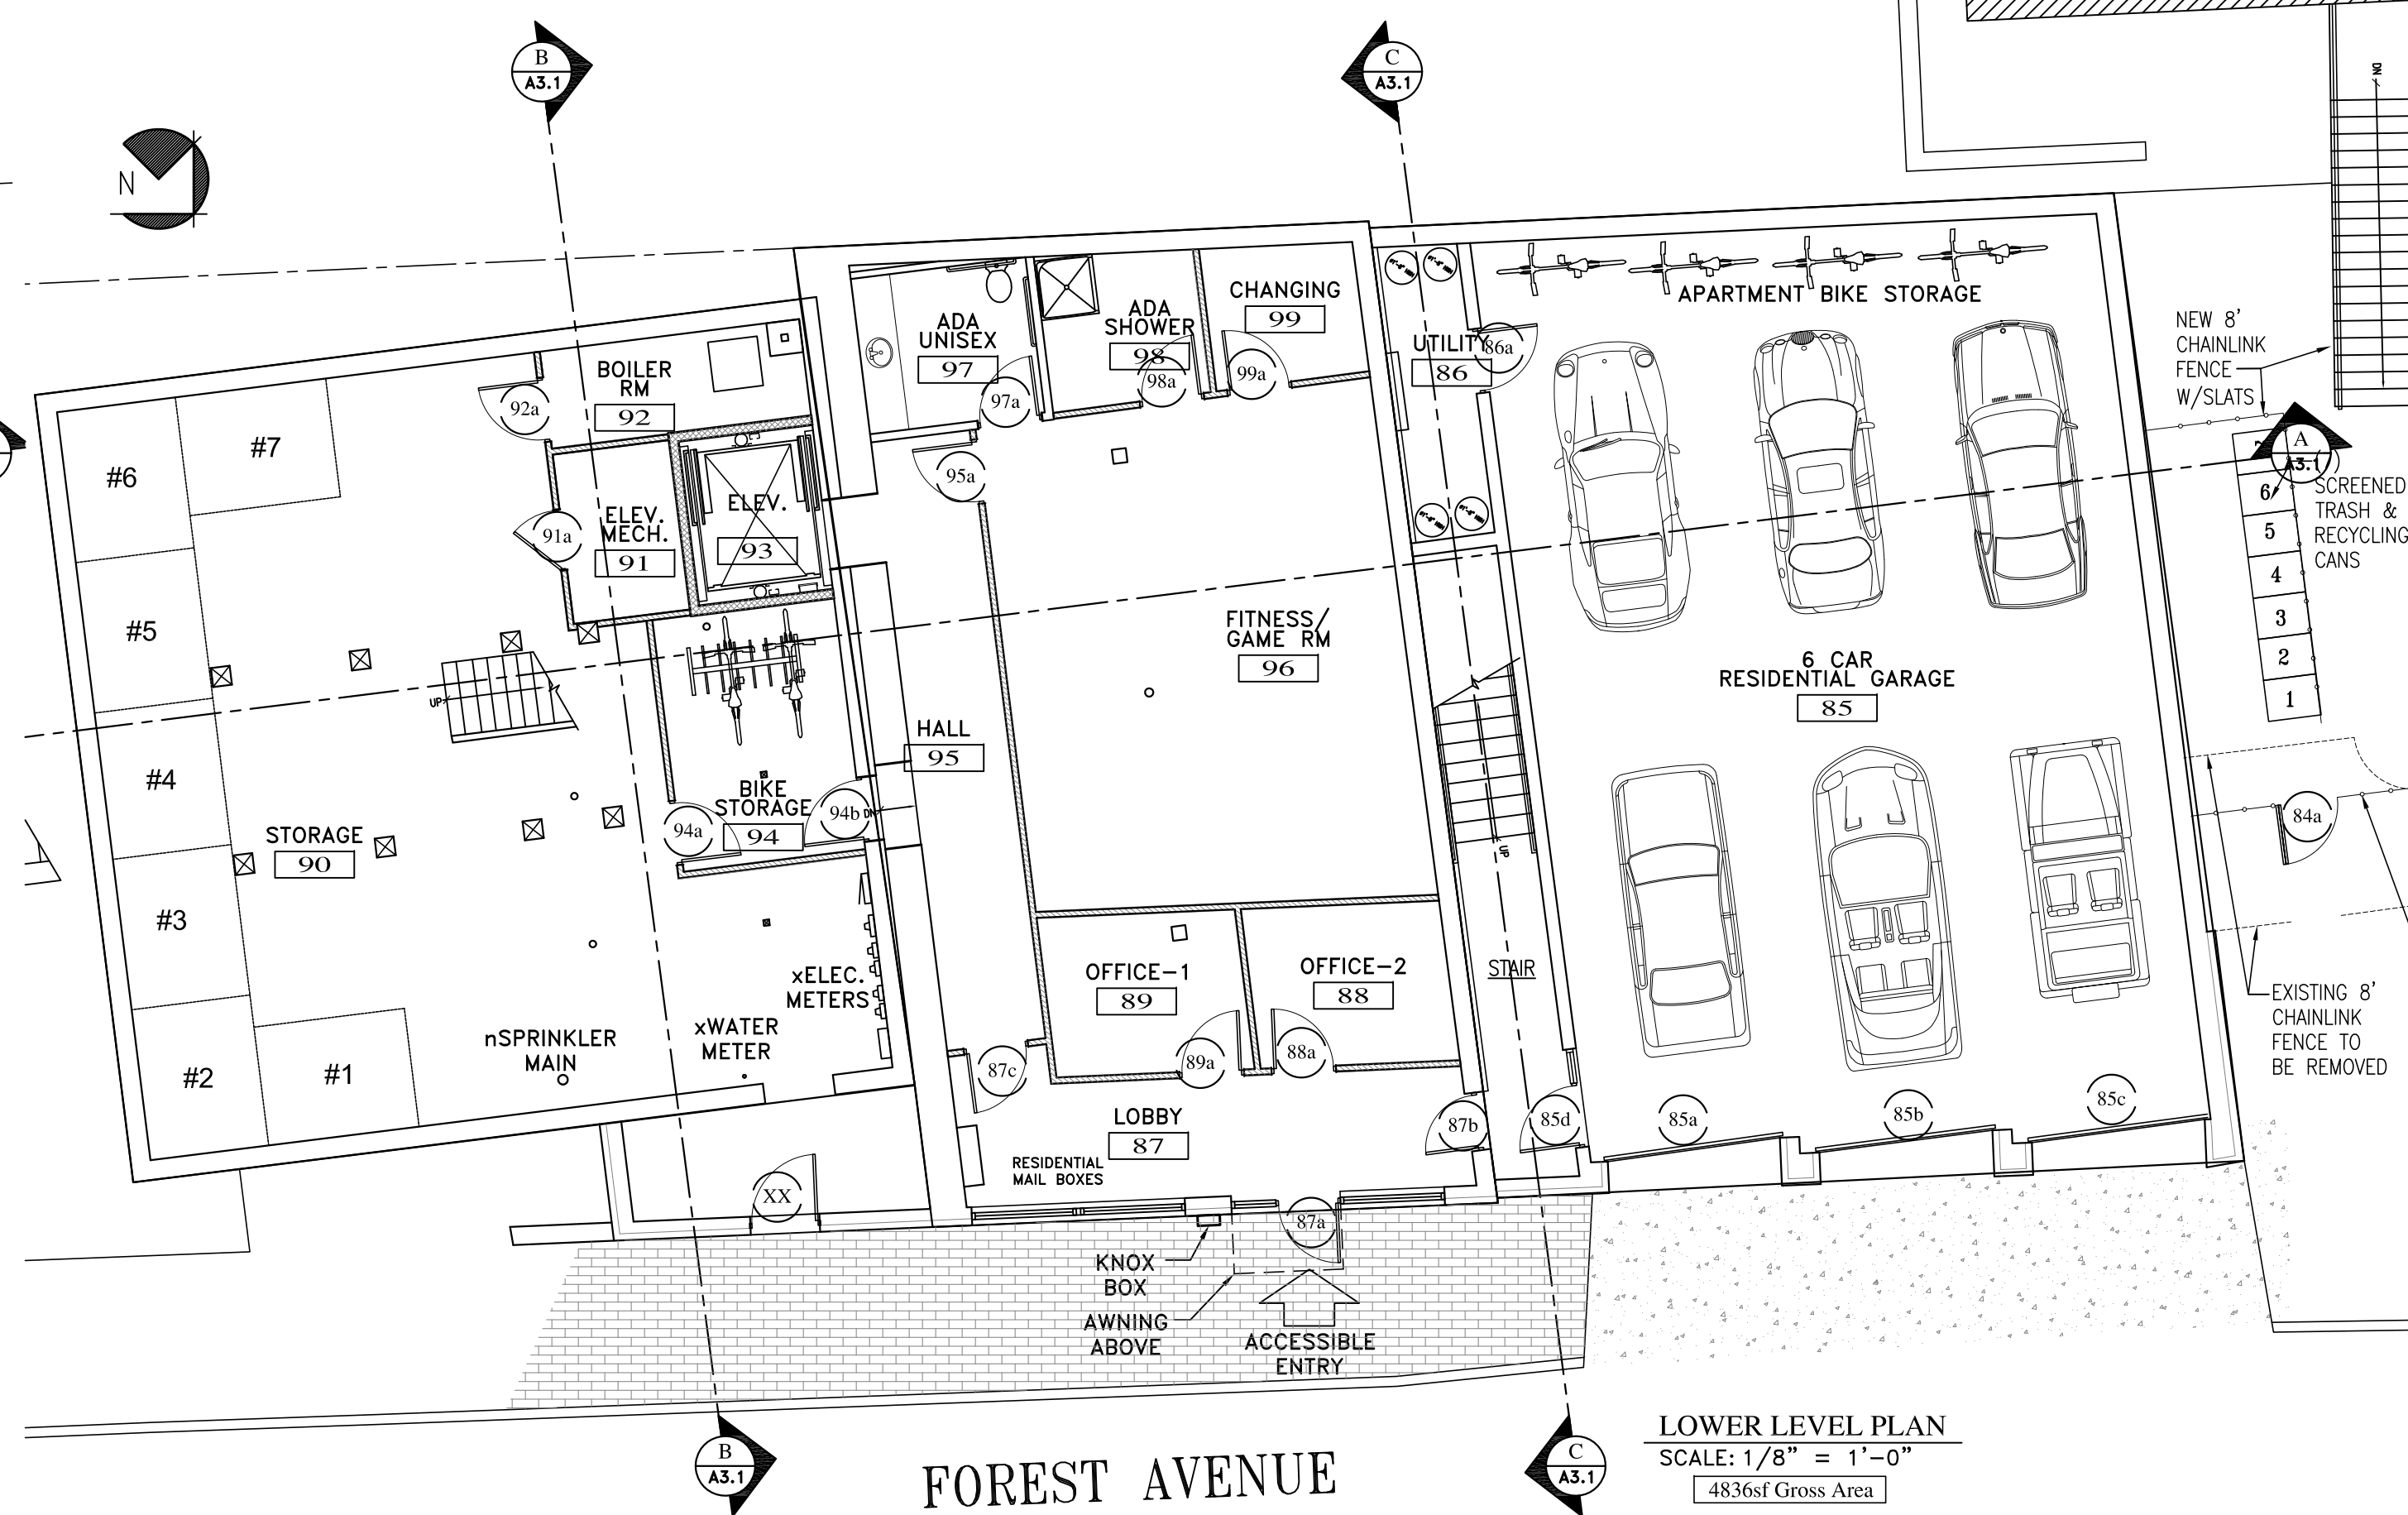 B
A3.1
C
A3.1
N
DN
APARTMENT BIKE STORAGE
CHANGING
99
ADA
SHOWER
98
ADA
UNISEX
97
UTILITY
86
86a
NEW 8'
CHAINLINK
FENCE
W/SLATS
BOILER
RM
92
92a
97a
98a
99a
#7
#6
95a
A
A3.1
ELEV.
93
ELEV.
MECH.
91
91a
SCREENED
TRASH &
RECYCLING
CANS
7
6
5
4
3
2
1
#5
FITNESS/
GAME RM
96
6 CAR
RESIDENTIAL GARAGE
85
UP
HALL
95
#4
BIKE
STORAGE
94
94a
94b
DN
STORAGE
90
UP
84a
#3
xELEC.
METERS
OFFICE-1
89
OFFICE-2
88
STAIR
EXISTING 8'
CHAINLINK
FENCE TO
BE REMOVED
nSPRINKLER
MAIN
xWATER
METER
#2
#1
87c
89a
88a
LOBBY
87
87b
85d
85a
85b
85c
RESIDENTIAL
MAIL BOXES
XX
87a
KNOX
BOX
AWNING
ABOVE
ACCESSIBLE
ENTRY
B
A3.1
C
A3.1
FOREST AVENUE
LOWER LEVEL PLAN
SCALE: 1/8" = 1'-0"
4836sf Gross Area